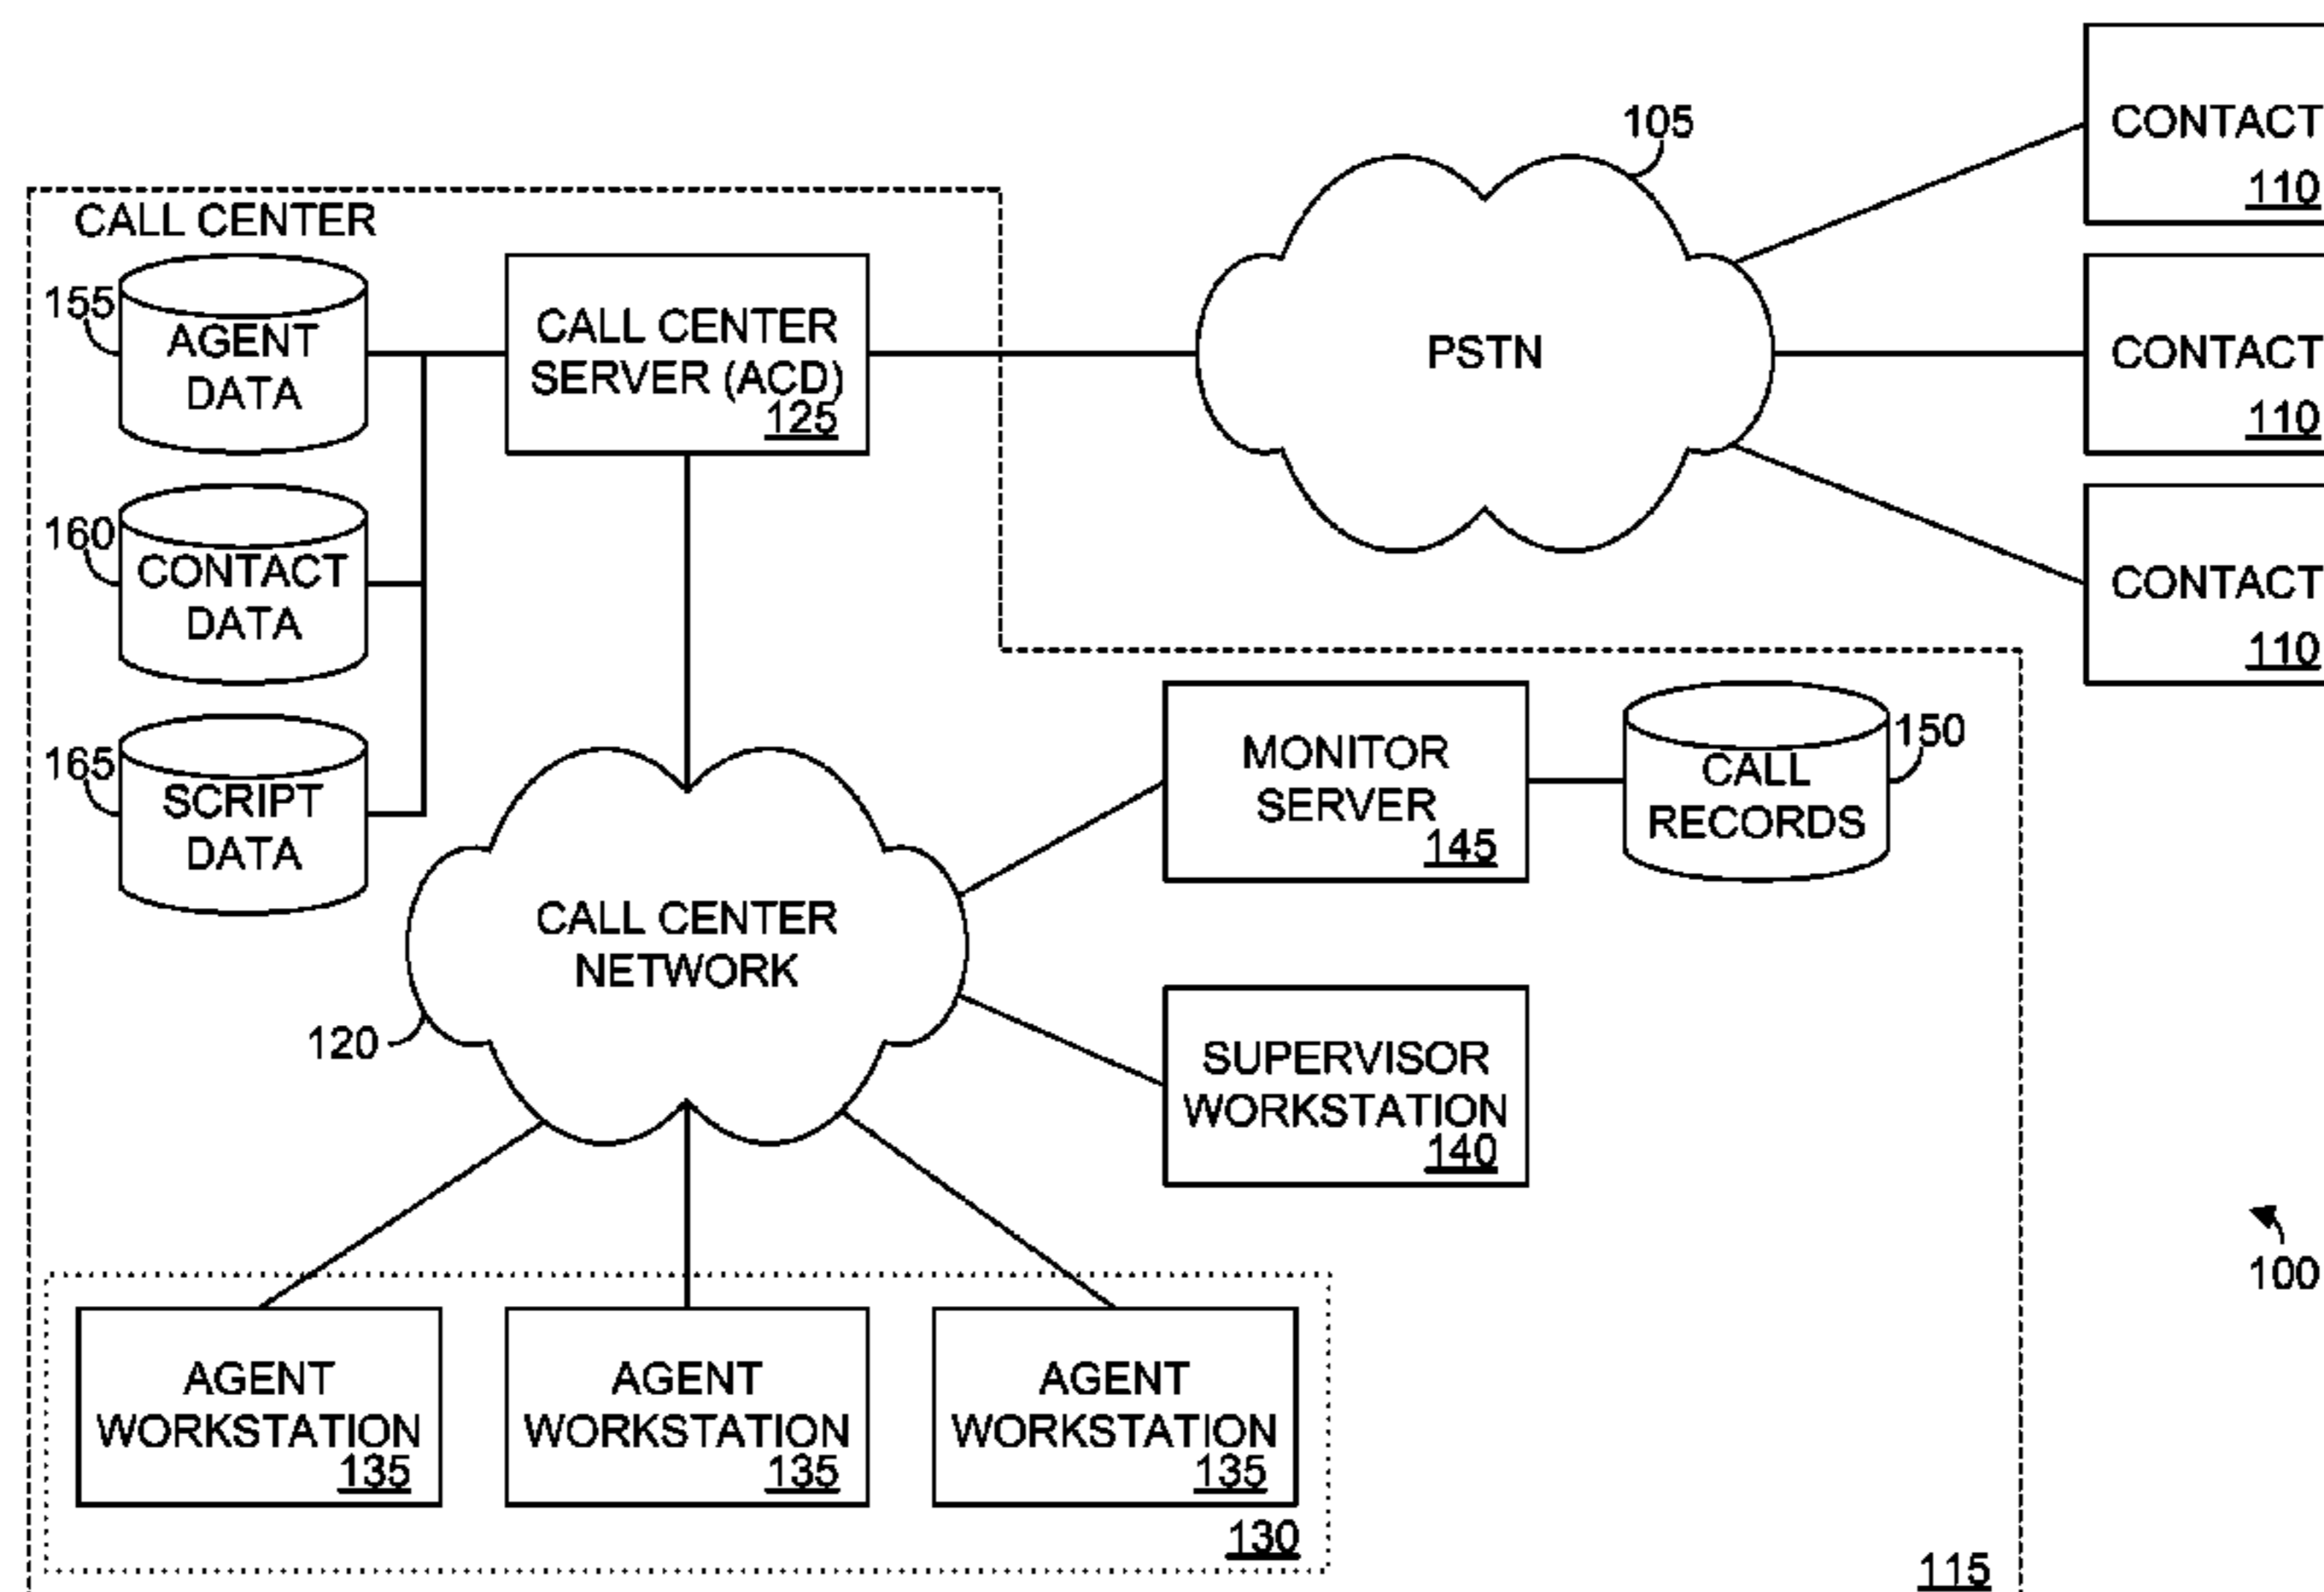 CONTACT
110
105
CALL CENTER
155
AGENT
DATA
CALL CENTER
SERVER (ACD)
125
PSTN
CONTACT
110
160
CONTACT
DATA
CONTACT
110
165
SCRIPT
DATA
MONITOR
SERVER
145
CALL
RECORDS
150
CALL CENTER
NETWORK
120
SUPERVISOR
WORKSTATION
140
100
AGENT
WORKSTATION
135
AGENT
WORKSTATION
135
AGENT
WORKSTATION
135
130
115